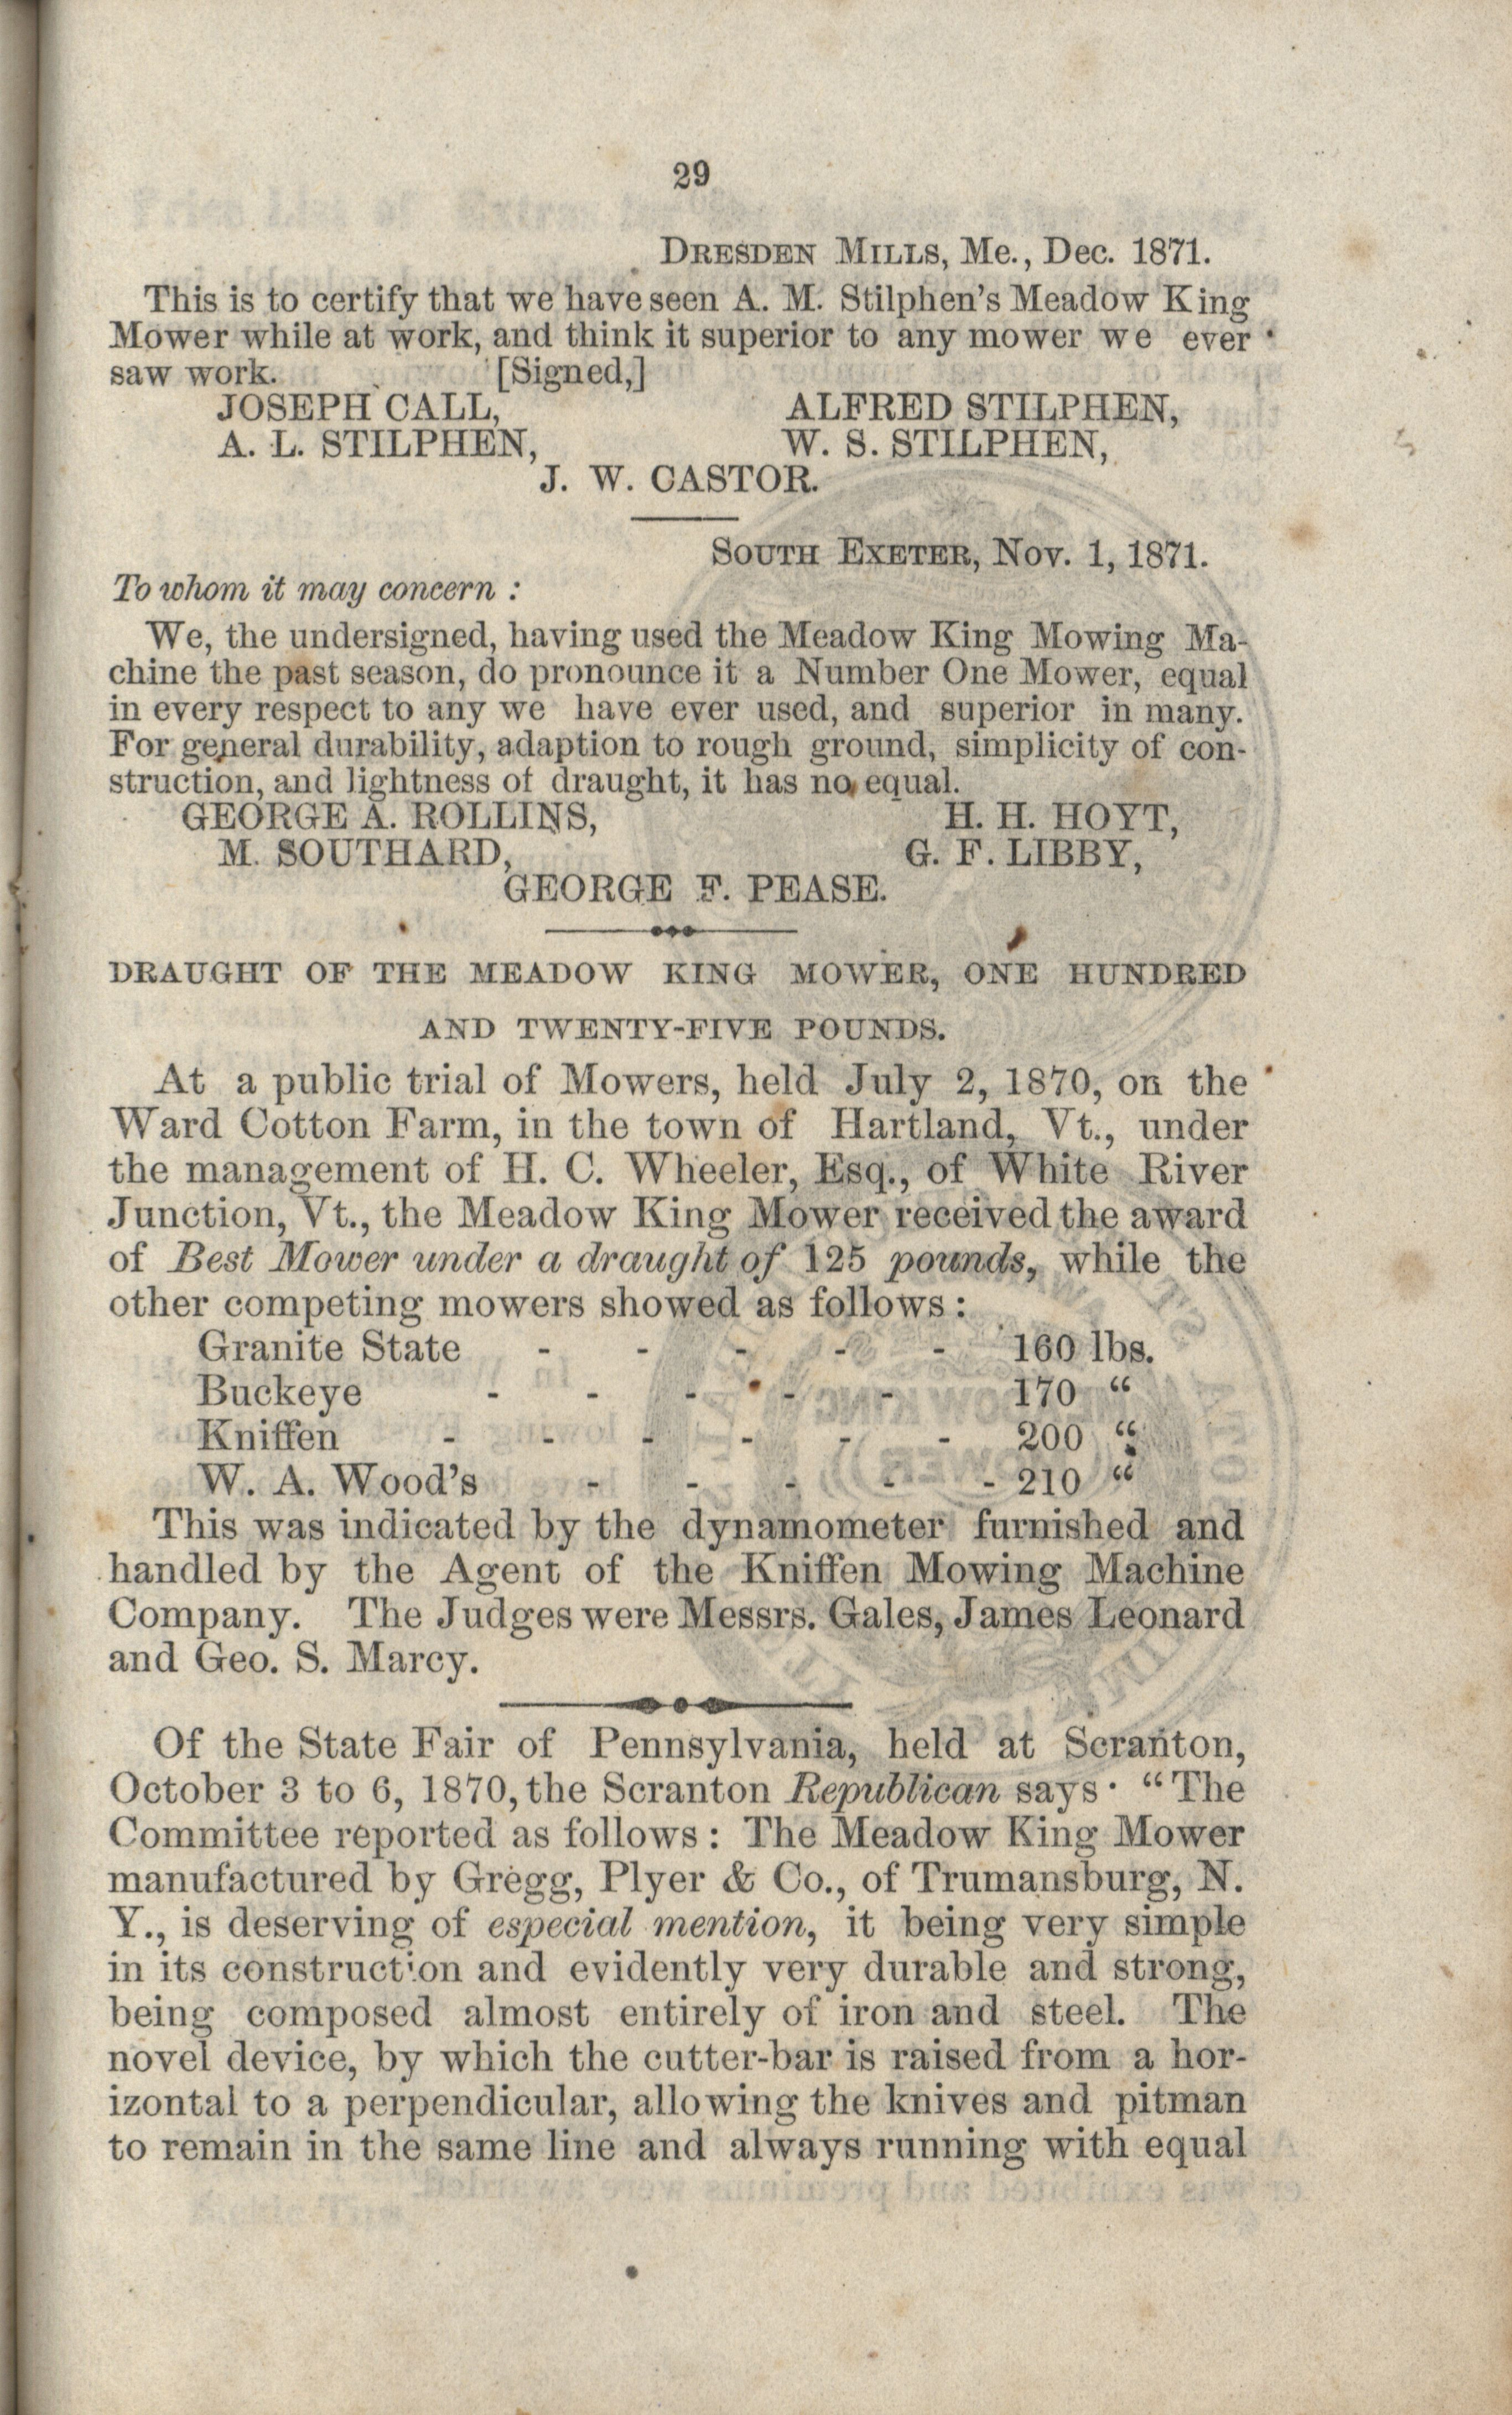 29
DRESDEN MILLS, Me., Dec. 1871.
This is to certify that we have seen A. M. Stilphen's Meadow King
Mower while at work, and think it superior to any mower we ever
saw work. [Signed,]
JOSEPH CALL, ALFRED STILPHEN,
A. L. STILPHEN, W. S. STILPHEN,
J. W. CASTOR.
SOUTH EXETER, Nov. 1, 1871.
To whom it may concern :
We, the undersigned, having used the Meadow King Mowing Ma-
chine the past season, do pronounce it a Number One Mower, equal
in every respect to any we have ever used, and superior in many.
For general durability, adaption to rough ground, simplicity of con-
struction, and lightness of draught, it has no equal.
GEORGE A. ROLLINS, H. H. HOYT,
M. SOUTHARD, G. F. LIBBY,
GEORGE F. PEASE.
DRAUGHT OF THE MEADOW KING MOWER, ONE HUNDRED
AND TWENTY-FIVE POUNDS.
At a public trial of Mowers, held July 2, 1870, on the
Ward Cotton Farm, in the town of Hartland, Vt., under
the management of H. C. Wheeler, Esq., of White River
Junction, Vt., the Meadow King Mower received the award
of Best Mower under a draught of 125 pounds, while the
other competing mowers showed as follows :
Granite State - - - - - 160 lbs.
Buckeye - - - - - 170 “
Kniffen - - - - - - 200 “
W. A. Wood's - - - - - 210 “
This was indicated by the dynamometer furnished and
handled by the Agent of the Kniffen Mowing Machine
Company. The Judges were Messrs. Gales, James Leonard
and Geo. S. Marcy.
Of the State Fair of Pennsylvania, held at Scranton,
October 3 to 6, 1870, the Scranton Republican says · “The
Committee reported as follows : The Meadow King Mower
manufactured by Gregg, Plyer & Co., of Trumansburg, N.
Y., is deserving of especial mention, it being very simple
in its construction and evidently very durable and strong,
being composed almost entirely of iron and steel. The
novel device, by which the cutter-bar is raised from a hor-
izontal to a perpendicular, allowing the knives and pitman
to remain in the same line and always running with equal